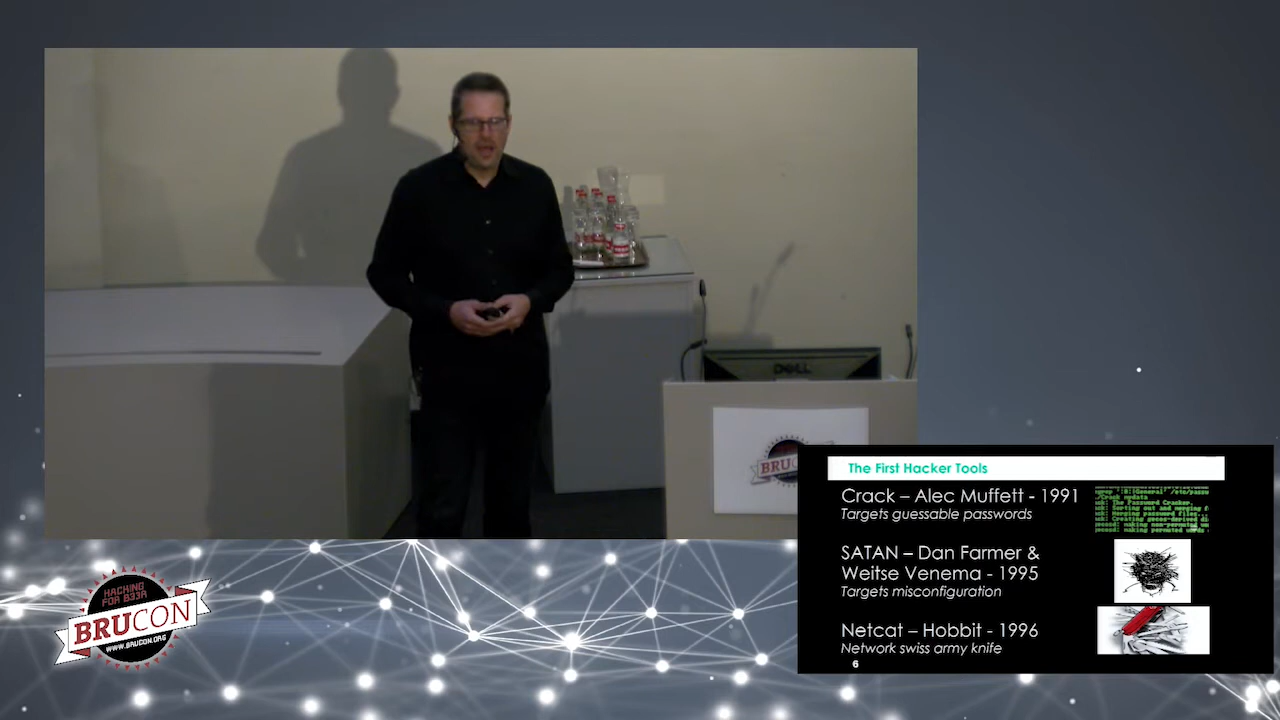 DELL
BRU
The First Hacker Tools
Crack – Alec Muffett - 1991
Targets guessable passwords
SATAN – Dan Farmer &
Weitse Venema - 1995
Targets misconfiguration
Netcat – Hobbit - 1996
Network swiss army knife
6
HACKING
FOR B33R
BRUCON
WWW.BRUCON.ORG